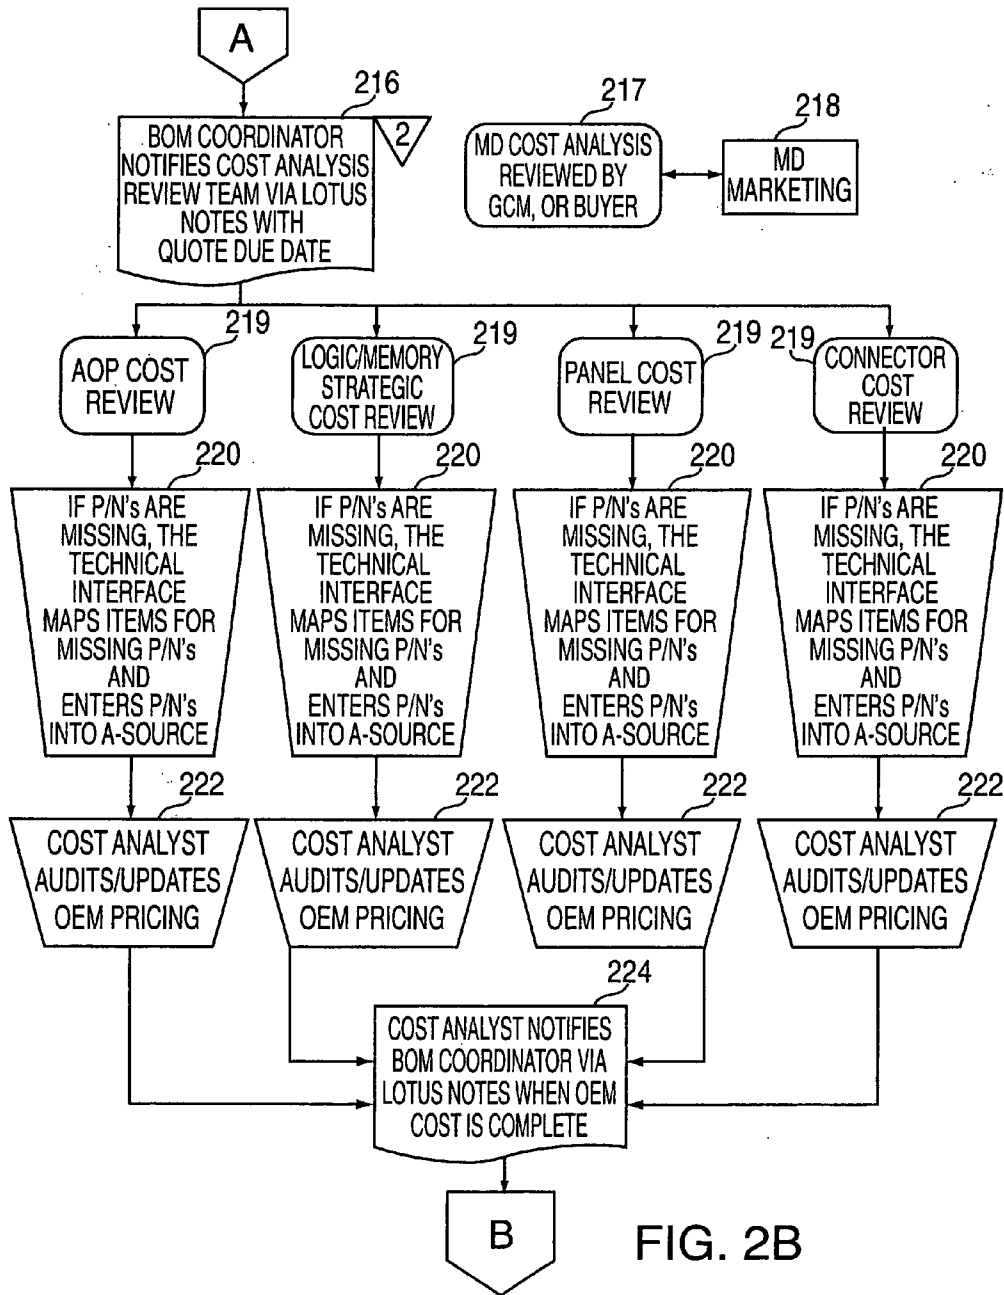 A
216
BOM COORDINATOR
NOTIFIES COST ANALYSIS
REVIEW TEAM VIA LOTUS
NOTES WITH
QUOTE DUE DATE
2
217
MD COST ANALYSIS
REVIEWED BY
GCM, OR BUYER
218
MD
MARKETING
219
AOP COST
REVIEW
219
LOGIC/MEMORY
STRATEGIC
COST REVIEW
219
PANEL COST
REVIEW
219
CONNECTOR
COST
REVIEW
220
IF P/N's ARE
MISSING, THE
TECHNICAL
INTERFACE
MAPS ITEMS FOR
MISSING P/N's
AND
ENTERS P/N's
INTO A-SOURCE
220
IF P/N's ARE
MISSING, THE
TECHNICAL
INTERFACE
MAPS ITEMS FOR
MISSING P/N's
AND
ENTERS P/N's
INTO A-SOURCE
220
IF P/N's ARE
MISSING, THE
TECHNICAL
INTERFACE
MAPS ITEMS FOR
MISSING P/N's
AND
ENTERS P/N's
INTO A-SOURCE
220
IF P/N's ARE
MISSING, THE
TECHNICAL
INTERFACE
MAPS ITEMS FOR
MISSING P/N's
AND
ENTERS P/N's
INTO A-SOURCE
222
COST ANALYST
AUDITS/UPDATES
OEM PRICING
222
COST ANALYST
AUDITS/UPDATES
OEM PRICING
222
COST ANALYST
AUDITS/UPDATES
OEM PRICING
222
COST ANALYST
AUDITS/UPDATES
OEM PRICING
224
COST ANALYST NOTIFIES
BOM COORDINATOR VIA
LOTUS NOTES WHEN OEM
COST IS COMPLETE
B
FIG. 2B